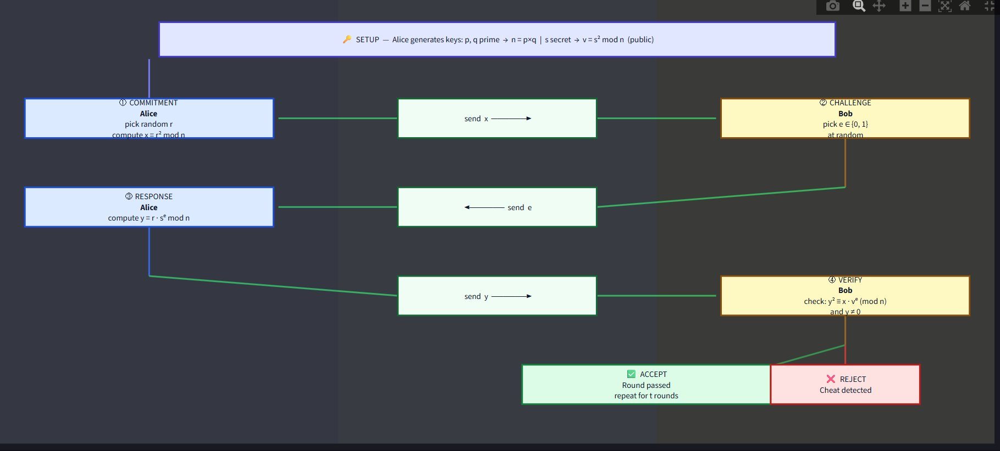 🔑 SETUP — Alice generates keys: p, q prime → n = p×q | s secret → v = s² mod n (public)
① COMMITMENT
Alice
pick random r
compute x = r² mod n
send x ────────►
② CHALLENGE
Bob
pick e ∈ {0, 1}
at random
③ RESPONSE
Alice
compute y = r · sᵉ mod n
◄──────── send e
send y ────────►
④ VERIFY
Bob
check: y² ≡ x · vᵉ (mod n)
and y ≠ 0
✅ ACCEPT
Round passed
repeat for t rounds
❌ REJECT
Cheat detected